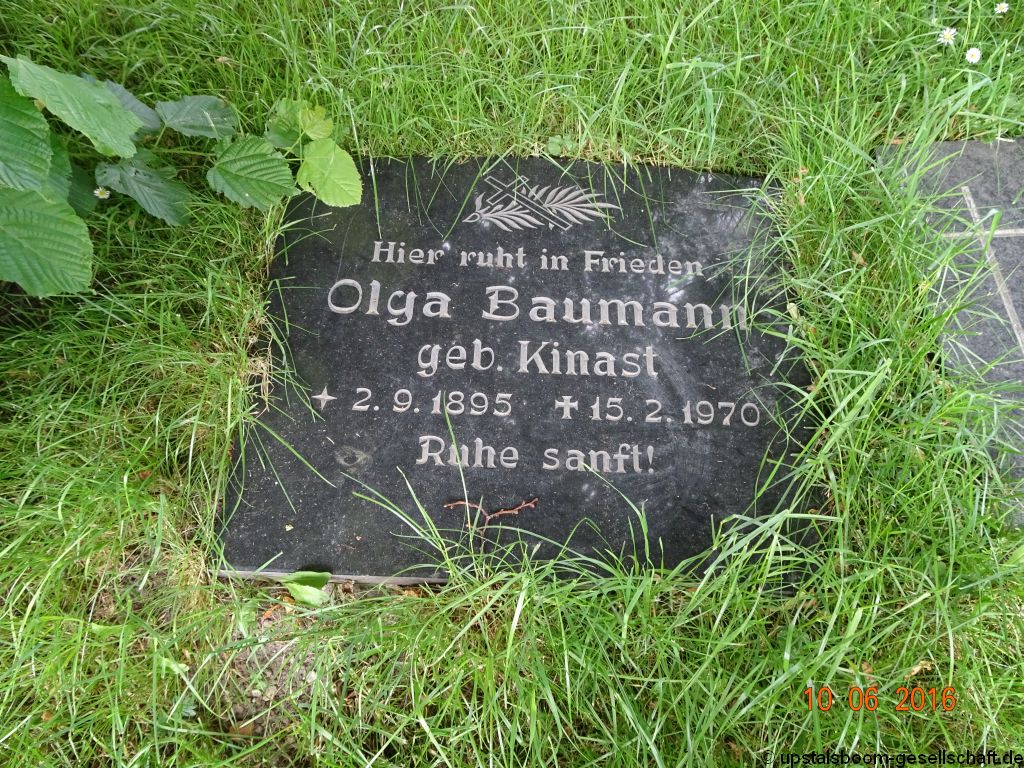 Hier ruht in Frieden
Olga Baumann
geb. Kinast
2. 9. 1895 15. 2. 1970
Ruhe sanft!
10 06 2016
© upstalsboom-gesellschaft.de